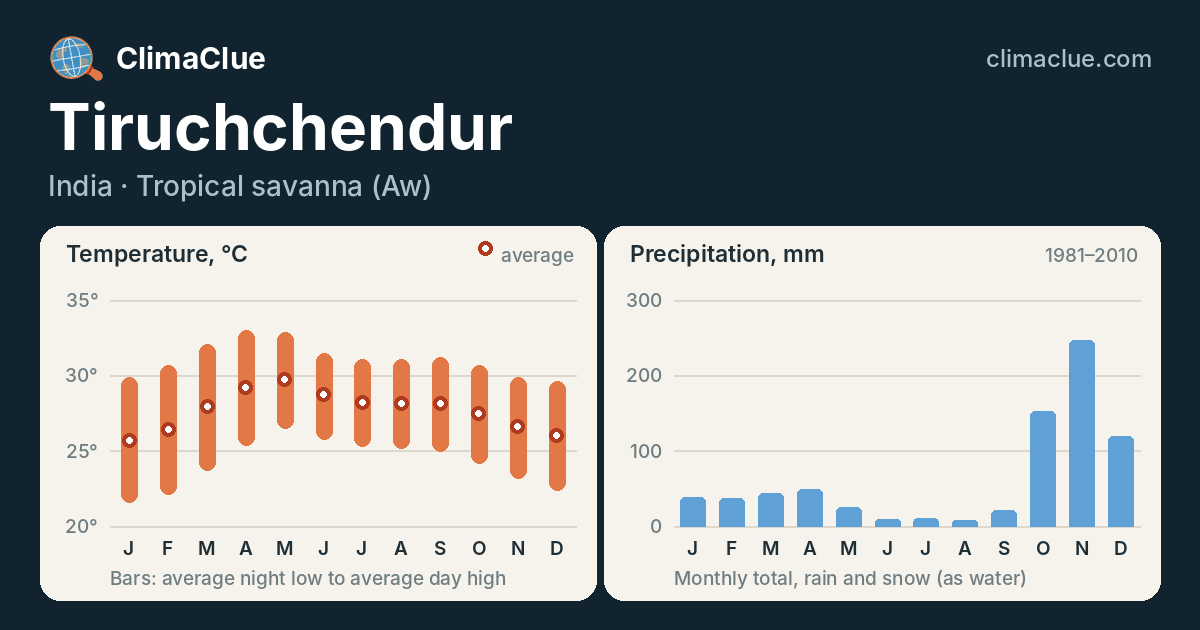 ClimaClue
climaclue.com
Tiruchchendur
India · Tropical savanna (Aw)
Temperature, °C
average
35°
30°
25°
20°
J F M A M J J A S O N D
Bars: average night low to average day high
Precipitation, mm
1981–2010
300
200
100
0
J F M A M J J A S O N D
Monthly total, rain and snow (as water)